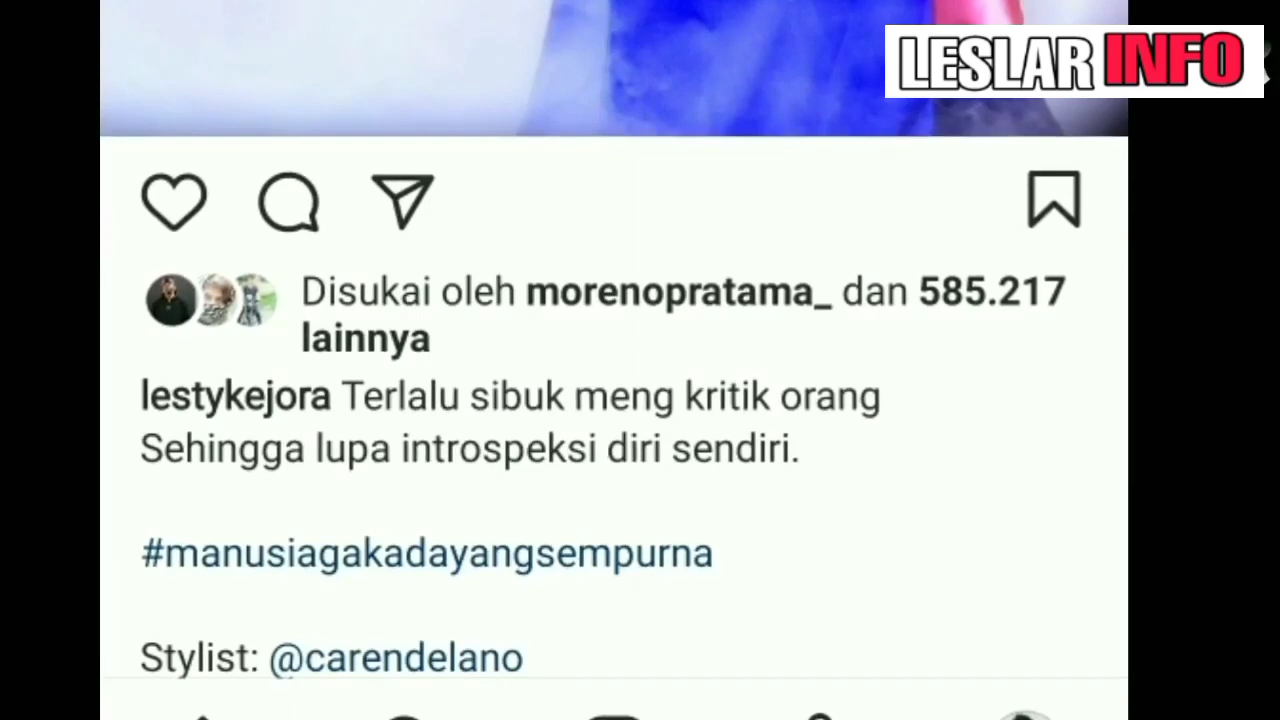 LESLAR INFO
Disukai oleh morenopratama_ dan 585.217
lainnya
lestykejora Terlalu sibuk meng kritik orang
Sehingga lupa introspeksi diri sendiri.
#manusiagakadayangsempurna
Stylist: @carendelano